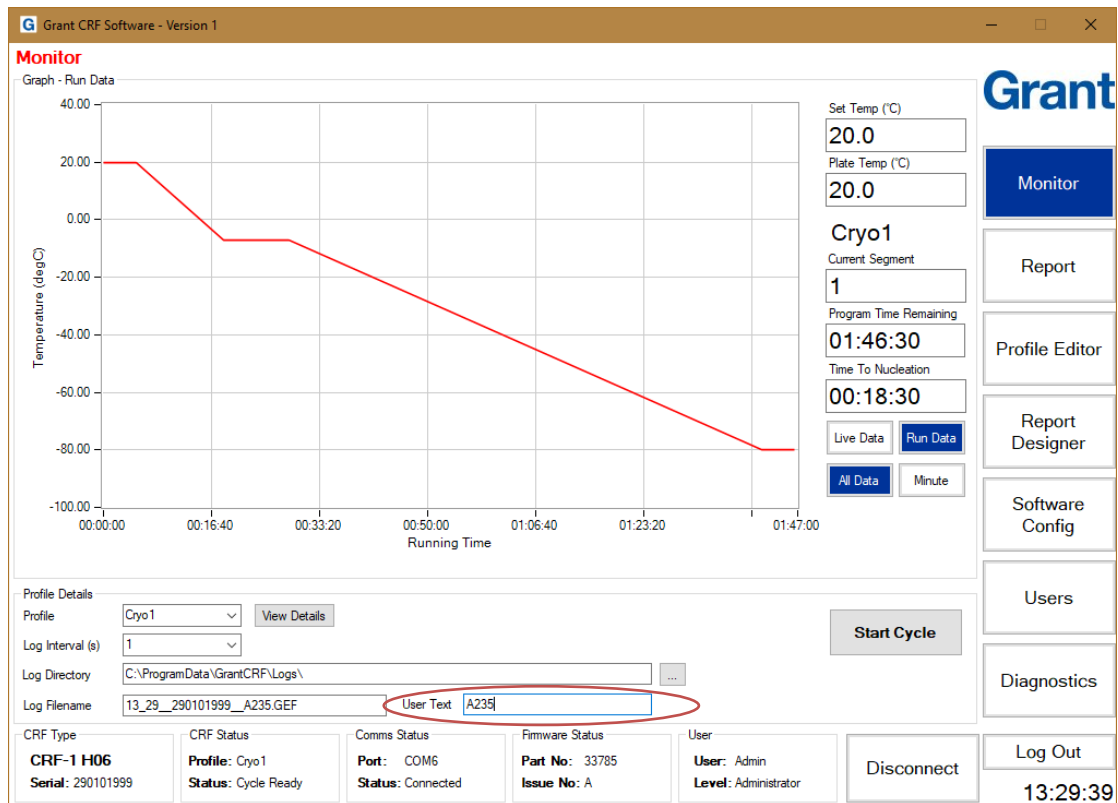 G Grant CRF Software - Version 1
Monitor
Graph - Run Data
40.00
20.00
0.00
-20.00
-40.00
-60.00
-80.00
-100.00
Temperature (degC)
00:00:00 00:16:40 00:33:20 00:50:00 01:06:40 01:23:20 01:47:00
Running Time
Set Temp (°C)
20.0
Plate Temp (°C)
20.0
Cryo1
Current Segment
1
Program Time Remaining
01:46:30
Time To Nucleation
00:18:30
Live Data Run Data
All Data Minute
Grant
Monitor
Report
Profile Editor
Report
Designer
Software
Config
Users
Diagnostics
Profile Details
Profile Cryo1 View Details
Log Interval (s) 1
Start Cycle
Log Directory C:\ProgramData\GrantCRF\Logs\ ...
Log Filename 13_29__290101999__A235.GEF User Text A235
CRF Type
CRF-1 H06
Serial: 290101999
CRF Status
Profile: Cryo1
Status: Cycle Ready
Comms Status
Port: COM6
Status: Connected
Firmware Status
Part No: 33785
Issue No: A
User
User: Admin
Level: Administrator
Disconnect
Log Out
13:29:39